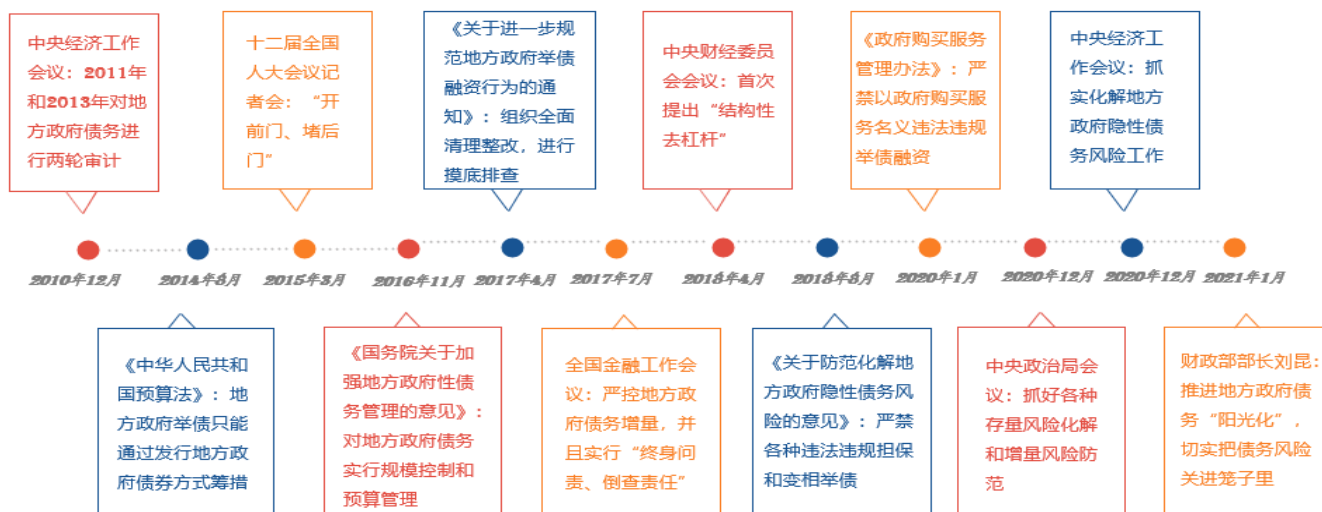 中央经济工作
会议：2011年
和2013年对地
方政府债务进
行两轮审计
十二届全国
人大会议记
者会：“开
前门、堵后
门”
《关于进一步规
范地方政府举债
融资行为的通
知》：组织全面
清理整改，进行
摸底排查
中央财经委员
会会议：首次
提出“结构性
去杠杆”
《政府购买服务
管理办法》：严
禁以政府购买服
务名义违法违规
举债融资
中央经济工
作会议：抓
实化解地方
政府隐性债
务风险工作
2010年12月
2014年8月
2015年3月
2016年11月
2017年4月
2017年7月
2018年4月
2018年8月
2020年1月
2020年12月
2020年12月
2021年1月
《中华人民共和
国预算法》：地
方政府举债只能
通过发行地方政
府债券方式筹措
《国务院关于加
强地方政府性债
务管理的意见》：
对地方政府债务
实行规模控制和
预算管理
全国金融工作会
议：严控地方政
府债务增量，并
且实行“终身问
责、倒查责任”
《关于防范化解地
方政府隐性债务风
险的意见》：严禁
各种违法违规担保
和变相举债
中央政治局会
议：抓好各种
存量风险化解
和增量风险防
范
财政部部长刘昆：
推进地方政府债
务“阳光化”，
切实把债务风险
关进笼子里